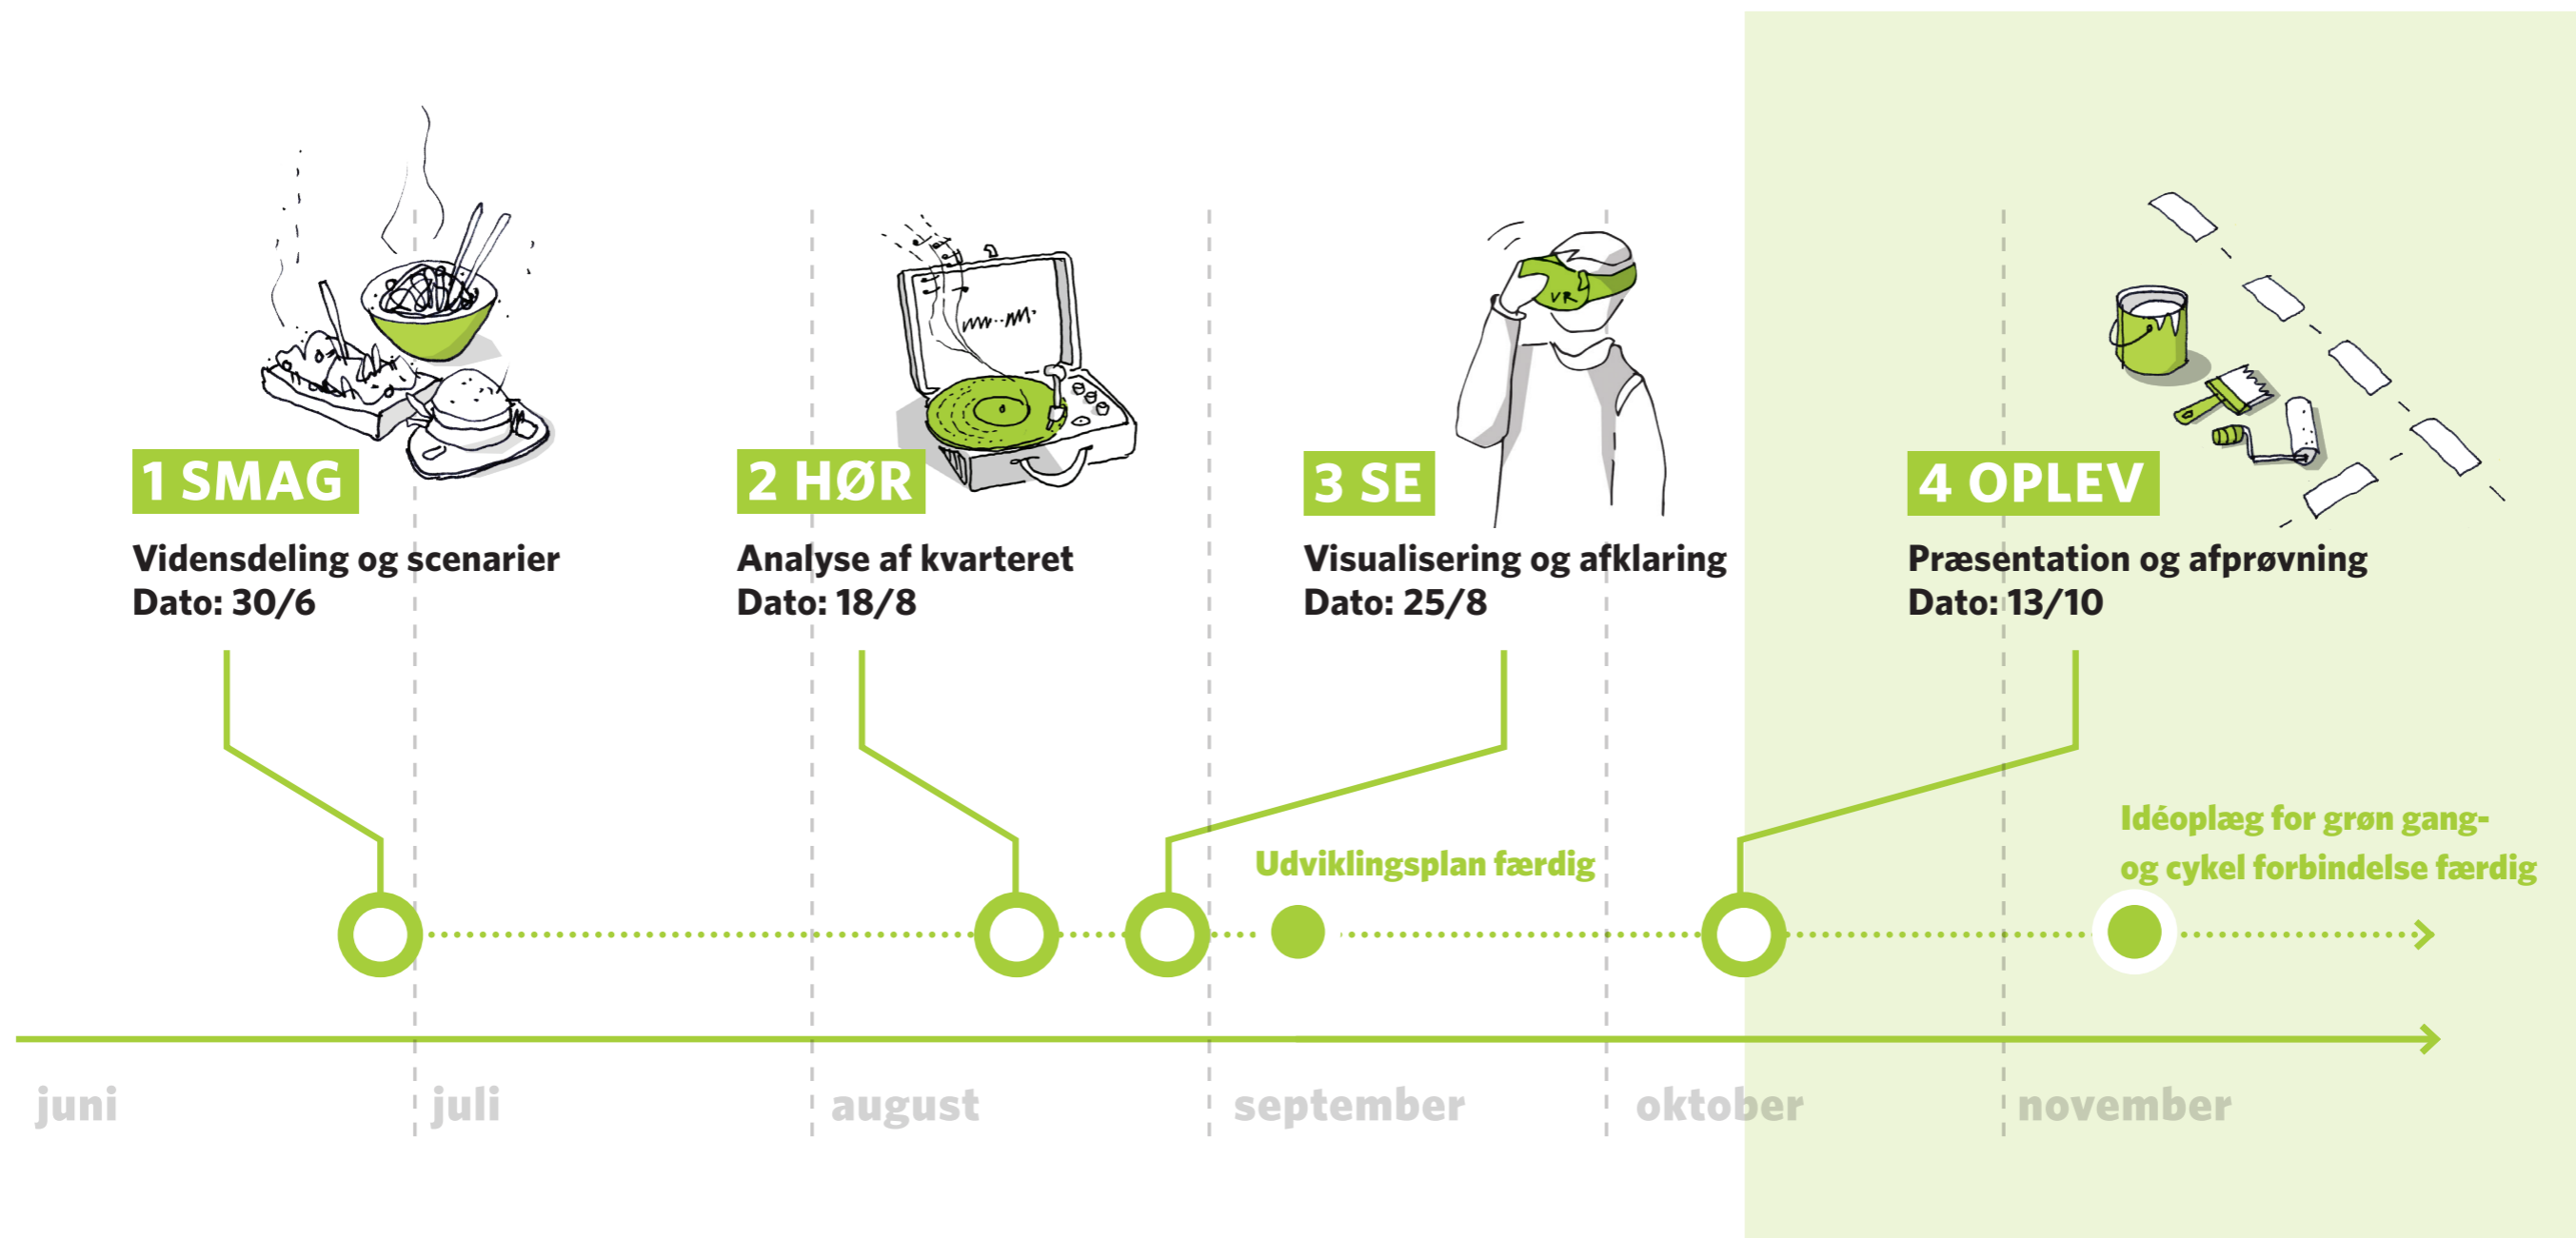 1 SMAG
Vidensdeling og scenarier
Dato: 30/6
2 HØR
Analyse af kvarteret
Dato: 18/8
VR
3 SE
Visualisering og afklaring
Dato: 25/8
4 OPLEV
Præsentation og afprøvning
Dato: 13/10
Udviklingsplan færdig
Idéoplæg for grøn gang-
og cykel forbindelse færdig
juni
juli
august
september
oktober
november